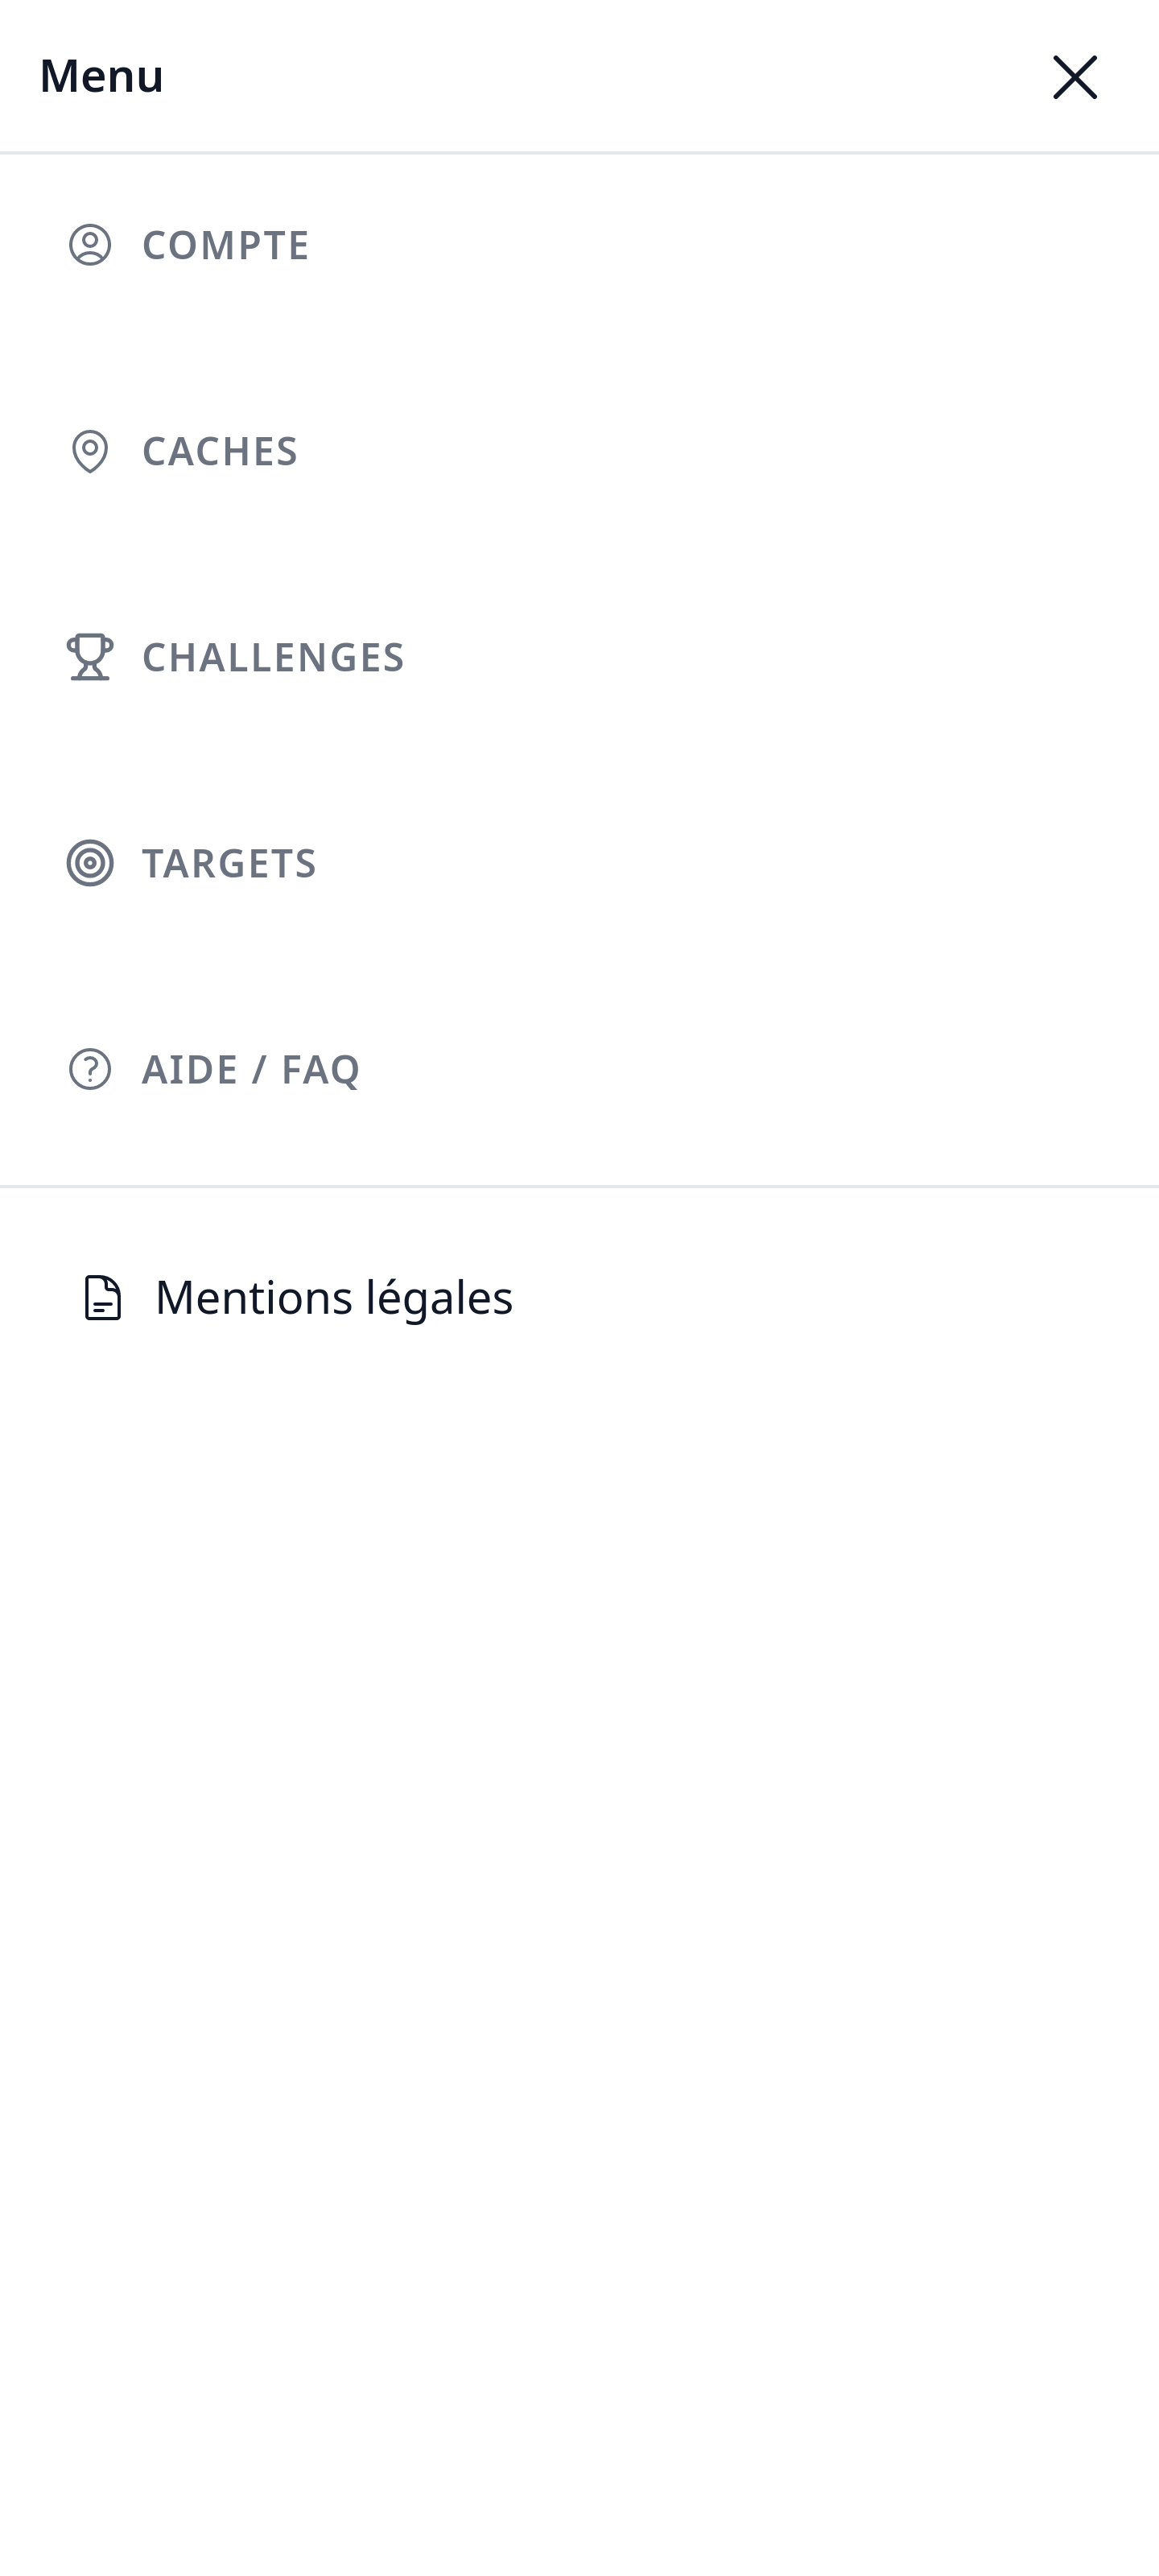 Menu
COMPTE
CACHES
CHALLENGES
TARGETS
AIDE / FAQ
Mentions légales